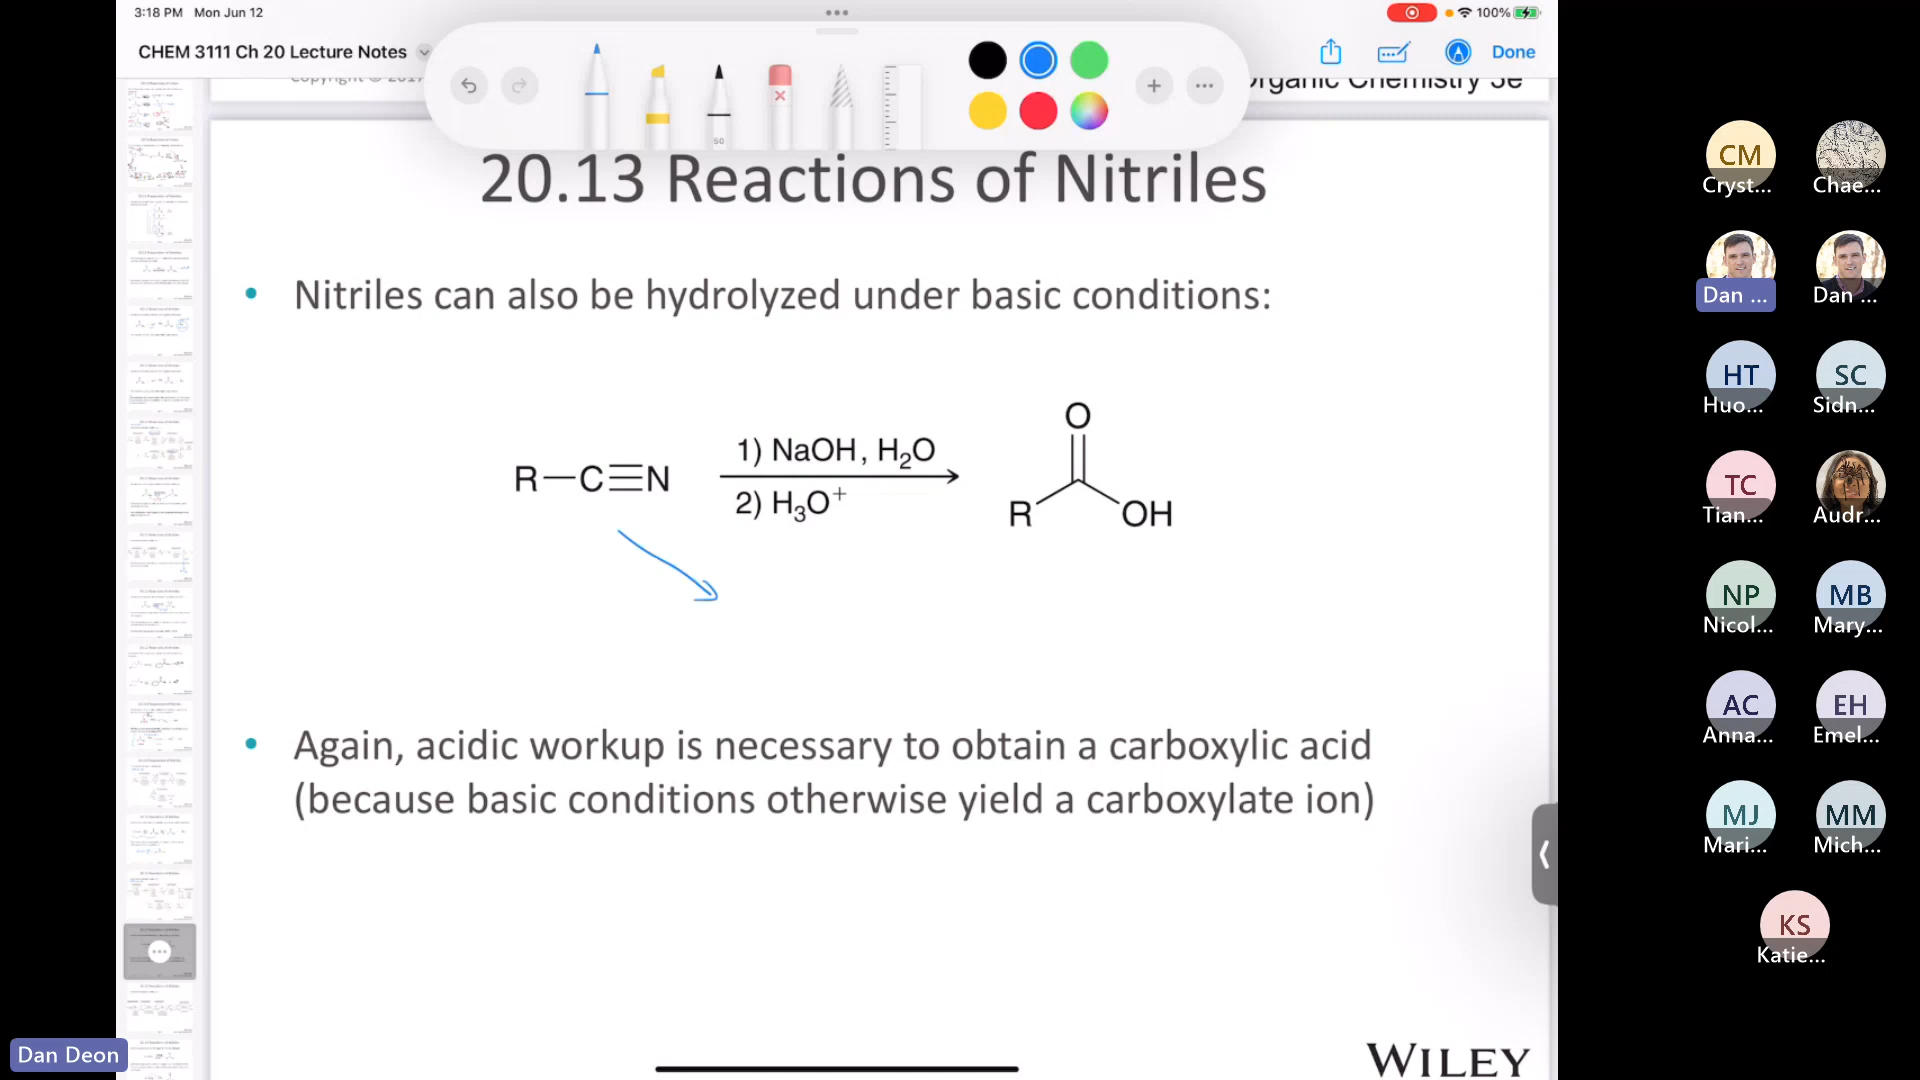 3:18 PM Mon Jun 12
100%
CHEM 3111 Ch 20 Lecture Notes
Done
50
Organic Chemistry 3e
20.13 Reactions of Nitriles
• Nitriles can also be hydrolyzed under basic conditions:
R—C≡N
1) NaOH, H₂O
2) H₃O⁺
O
R
OH
• Again, acidic workup is necessary to obtain a carboxylic acid
(because basic conditions otherwise yield a carboxylate ion)
WILEY
CM
Cryst...
Chae...
Dan ...
Dan ...
HT
Huo...
SC
Sidn...
TC
Tian...
Audr...
NP
Nicol...
MB
Mary...
AC
Anna...
EH
Emel...
MJ
Mari...
MM
Mich...
KS
Katie...
Dan Deon